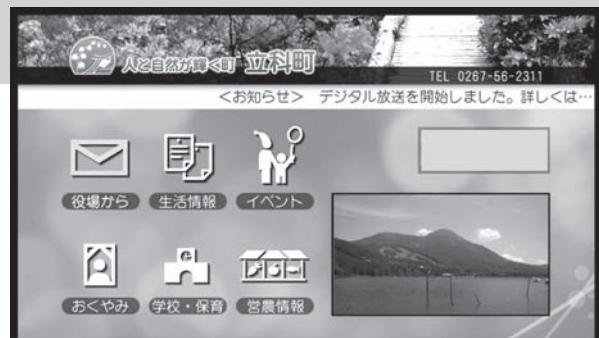 人と自然が輝く町 立科町
TEL 0267-56-2311
<お知らせ> デジタル放送を開始しました。詳しくは…
役場から 生活情報 イベント
おくやみ 学校・保育 営農情報